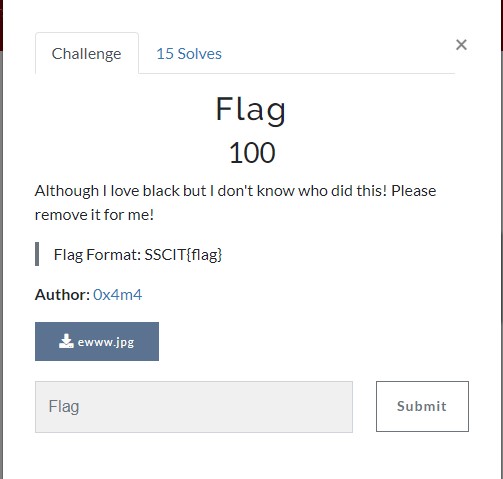 Challenge
15 Solves
×
Flag
100
Although I love black but I don't know who did this! Please
remove it for me!
Flag Format: SSCIT{flag}
Author: 0x4m4
ewww.jpg
Flag
Submit